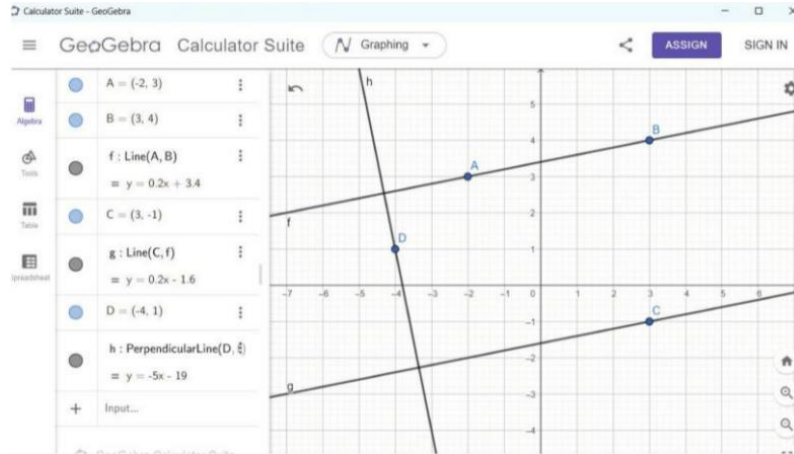 Calculator Suite - GeoGebra
GeoGebra Calculator Suite Graphing ASSIGN SIGN IN
Algebra
Tools
Table
Spreadsheet
A = (-2, 3)
B = (3, 4)
f : Line(A, B)
= y = 0.2x + 3.4
C = (3, -1)
g : Line(C, f)
= y = 0.2x - 1.6
D = (-4, 1)
h : PerpendicularLine(D,
= y = -5x - 19
+ Input...
GeoGebra Calculator Suite
h
5
B
4
A
3
2
f
D
1
-7 -6 -5 -4 -3 -2 -1 0 1 2 3 4 5 6
C
-1
-2
g
-3
-4